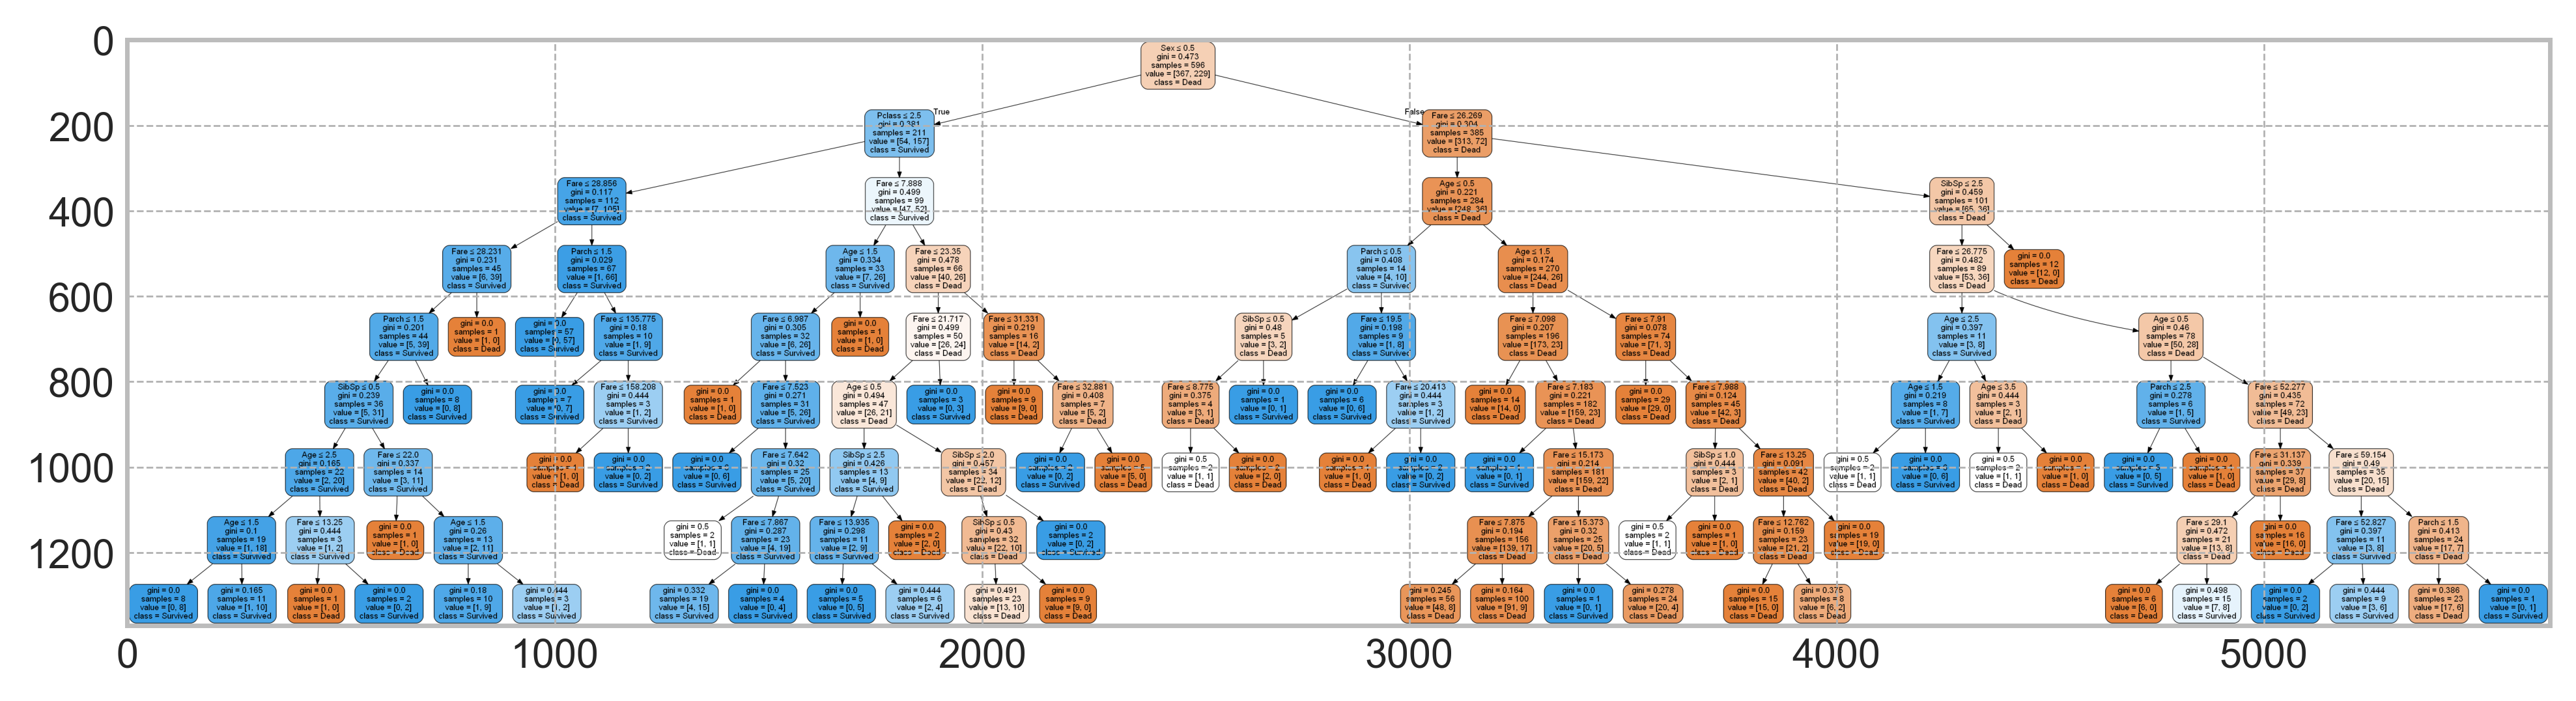 0
200
400
600
800
1000
1200
0
1000
2000
3000
4000
5000
Sex ≤ 0.5
gini = 0.473
samples = 596
value = [367, 229]
class = Dead
True
False
Pclass ≤ 2.5
gini = 0.381
samples = 211
value = [54, 157]
class = Survived
Fare ≤ 26.269
gini = 0.304
samples = 385
value = [313, 72]
class = Dead
Fare ≤ 28.856
gini = 0.117
samples = 112
value = [7, 105]
class = Survived
Fare ≤ 7.888
gini = 0.499
samples = 99
value = [47, 52]
class = Survived
Age ≤ 0.5
gini = 0.221
samples = 284
value = [248, 36]
class = Dead
SibSp ≤ 2.5
gini = 0.459
samples = 101
value = [65, 36]
class = Dead
Fare ≤ 28.231
gini = 0.231
samples = 45
value = [6, 39]
class = Survived
Parch ≤ 1.5
gini = 0.029
samples = 67
value = [1, 66]
class = Survived
Age ≤ 1.5
gini = 0.334
samples = 33
value = [7, 26]
class = Survived
Fare ≤ 23.35
gini = 0.478
samples = 66
value = [40, 26]
class = Dead
Parch ≤ 0.5
gini = 0.408
samples = 14
value = [4, 10]
class = Survived
Age ≤ 1.5
gini = 0.174
samples = 270
value = [244, 26]
class = Dead
Fare ≤ 26.775
gini = 0.482
samples = 89
value = [53, 36]
class = Dead
gini = 0.0
samples = 12
value = [12, 0]
class = Dead
Parch ≤ 1.5
gini = 0.201
samples = 44
value = [5, 39]
class = Survived
gini = 0.0
samples = 1
value = [1, 0]
class = Dead
gini = 0.0
samples = 57
value = [0, 57]
class = Survived
Fare ≤ 135.775
gini = 0.18
samples = 10
value = [1, 9]
class = Survived
Fare ≤ 6.987
gini = 0.305
samples = 32
value = [6, 26]
class = Survived
gini = 0.0
samples = 1
value = [1, 0]
class = Dead
Fare ≤ 21.717
gini = 0.499
samples = 50
value = [26, 24]
class = Dead
Fare ≤ 31.331
gini = 0.219
samples = 16
value = [14, 2]
class = Dead
SibSp ≤ 0.5
gini = 0.48
samples = 5
value = [3, 2]
class = Dead
Fare ≤ 19.5
gini = 0.198
samples = 9
value = [1, 8]
class = Survived
Fare ≤ 7.098
gini = 0.207
samples = 196
value = [173, 23]
class = Dead
Fare ≤ 7.91
gini = 0.078
samples = 74
value = [71, 3]
class = Dead
Age ≤ 2.5
gini = 0.397
samples = 11
value = [3, 8]
class = Survived
Age ≤ 0.5
gini = 0.46
samples = 78
value = [50, 28]
class = Dead
SibSp ≤ 0.5
gini = 0.239
samples = 36
value = [5, 31]
class = Survived
gini = 0.0
samples = 8
value = [0, 8]
class = Survived
gini = 0.0
samples = 7
value = [0, 7]
class = Survived
Fare ≤ 158.208
gini = 0.444
samples = 3
value = [1, 2]
class = Survived
gini = 0.0
samples = 1
value = [1, 0]
class = Dead
Fare ≤ 7.523
gini = 0.271
samples = 31
value = [5, 26]
class = Survived
Age ≤ 0.5
gini = 0.494
samples = 47
value = [26, 21]
class = Dead
gini = 0.0
samples = 3
value = [0, 3]
class = Survived
gini = 0.0
samples = 9
value = [9, 0]
class = Dead
Fare ≤ 32.881
gini = 0.408
samples = 7
value = [5, 2]
class = Dead
Fare ≤ 8.775
gini = 0.375
samples = 4
value = [3, 1]
class = Dead
gini = 0.0
samples = 1
value = [0, 1]
class = Survived
gini = 0.0
samples = 6
value = [0, 6]
class = Survived
Fare ≤ 20.413
gini = 0.444
samples = 3
value = [1, 2]
class = Survived
gini = 0.0
samples = 14
value = [14, 0]
class = Dead
Fare ≤ 7.183
gini = 0.221
samples = 182
value = [159, 23]
class = Dead
gini = 0.0
samples = 29
value = [29, 0]
class = Dead
Fare ≤ 7.988
gini = 0.124
samples = 45
value = [42, 3]
class = Dead
Age ≤ 1.5
gini = 0.219
samples = 8
value = [1, 7]
class = Survived
Age ≤ 3.5
gini = 0.444
samples = 3
value = [2, 1]
class = Dead
Parch ≤ 2.5
gini = 0.278
samples = 6
value = [1, 5]
class = Survived
Fare ≤ 52.277
gini = 0.435
samples = 72
value = [49, 23]
class = Dead
Age ≤ 2.5
gini = 0.165
samples = 22
value = [2, 20]
class = Survived
Fare ≤ 22.0
gini = 0.337
samples = 14
value = [3, 11]
class = Survived
gini = 0.0
samples = 1
value = [1, 0]
class = Dead
gini = 0.0
samples = 2
value = [0, 2]
class = Survived
gini = 0.0
samples = 6
value = [0, 6]
class = Survived
Fare ≤ 7.642
gini = 0.32
samples = 25
value = [5, 20]
class = Survived
SibSp ≤ 2.5
gini = 0.426
samples = 13
value = [4, 9]
class = Survived
SibSp ≤ 2.0
gini = 0.457
samples = 34
value = [22, 12]
class = Dead
gini = 0.0
samples = 2
value = [0, 2]
class = Survived
gini = 0.0
samples = 5
value = [5, 0]
class = Dead
gini = 0.5
samples = 2
value = [1, 1]
class = Dead
gini = 0.0
samples = 2
value = [2, 0]
class = Dead
gini = 0.0
samples = 1
value = [1, 0]
class = Dead
gini = 0.0
samples = 2
value = [0, 2]
class = Survived
gini = 0.0
samples = 1
value = [0, 1]
class = Survived
Fare ≤ 15.173
gini = 0.214
samples = 181
value = [159, 22]
class = Dead
SibSp ≤ 1.0
gini = 0.444
samples = 3
value = [2, 1]
class = Dead
Fare ≤ 13.25
gini = 0.091
samples = 42
value = [40, 2]
class = Dead
gini = 0.5
samples = 2
value = [1, 1]
class = Dead
gini = 0.0
samples = 6
value = [0, 6]
class = Survived
gini = 0.5
samples = 2
value = [1, 1]
class = Dead
gini = 0.0
samples = 1
value = [1, 0]
class = Dead
gini = 0.0
samples = 5
value = [0, 5]
class = Survived
gini = 0.0
samples = 1
value = [1, 0]
class = Dead
Fare ≤ 31.137
gini = 0.339
samples = 37
value = [29, 8]
class = Dead
Fare ≤ 59.154
gini = 0.49
samples = 35
value = [20, 15]
class = Dead
Age ≤ 1.5
gini = 0.1
samples = 19
value = [1, 18]
class = Survived
Fare ≤ 13.25
gini = 0.444
samples = 3
value = [1, 2]
class = Survived
gini = 0.0
samples = 1
value = [1, 0]
class = Dead
Age ≤ 1.5
gini = 0.26
samples = 13
value = [2, 11]
class = Survived
gini = 0.5
samples = 2
value = [1, 1]
class = Dead
Fare ≤ 7.867
gini = 0.287
samples = 23
value = [4, 19]
class = Survived
Fare ≤ 13.935
gini = 0.298
samples = 11
value = [2, 9]
class = Survived
gini = 0.0
samples = 2
value = [2, 0]
class = Dead
SibSp ≤ 0.5
gini = 0.43
samples = 32
value = [22, 10]
class = Dead
gini = 0.0
samples = 2
value = [0, 2]
class = Survived
Fare ≤ 7.875
gini = 0.194
samples = 156
value = [139, 17]
class = Dead
Fare ≤ 15.373
gini = 0.32
samples = 25
value = [20, 5]
class = Dead
gini = 0.5
samples = 2
value = [1, 1]
class = Dead
gini = 0.0
samples = 1
value = [1, 0]
class = Dead
Fare ≤ 12.762
gini = 0.159
samples = 23
value = [21, 2]
class = Dead
gini = 0.0
samples = 19
value = [19, 0]
class = Dead
Fare ≤ 29.1
gini = 0.472
samples = 21
value = [13, 8]
class = Dead
gini = 0.0
samples = 16
value = [16, 0]
class = Dead
Fare ≤ 52.827
gini = 0.397
samples = 11
value = [3, 8]
class = Survived
Parch ≤ 1.5
gini = 0.413
samples = 24
value = [17, 7]
class = Dead
gini = 0.0
samples = 8
value = [0, 8]
class = Survived
gini = 0.165
samples = 11
value = [1, 10]
class = Survived
gini = 0.0
samples = 1
value = [1, 0]
class = Dead
gini = 0.0
samples = 2
value = [0, 2]
class = Survived
gini = 0.18
samples = 10
value = [1, 9]
class = Survived
gini = 0.444
samples = 3
value = [1, 2]
class = Survived
gini = 0.332
samples = 19
value = [4, 15]
class = Survived
gini = 0.0
samples = 4
value = [0, 4]
class = Survived
gini = 0.0
samples = 5
value = [0, 5]
class = Survived
gini = 0.444
samples = 6
value = [2, 4]
class = Survived
gini = 0.491
samples = 23
value = [13, 10]
class = Dead
gini = 0.0
samples = 9
value = [9, 0]
class = Dead
gini = 0.245
samples = 56
value = [48, 8]
class = Dead
gini = 0.164
samples = 100
value = [91, 9]
class = Dead
gini = 0.0
samples = 1
value = [0, 1]
class = Survived
gini = 0.278
samples = 24
value = [20, 4]
class = Dead
gini = 0.0
samples = 15
value = [15, 0]
class = Dead
gini = 0.375
samples = 8
value = [6, 2]
class = Dead
gini = 0.0
samples = 6
value = [6, 0]
class = Dead
gini = 0.498
samples = 15
value = [7, 8]
class = Survived
gini = 0.0
samples = 2
value = [0, 2]
class = Survived
gini = 0.444
samples = 9
value = [3, 6]
class = Survived
gini = 0.386
samples = 23
value = [17, 6]
class = Dead
gini = 0.0
samples = 1
value = [0, 1]
class = Survived